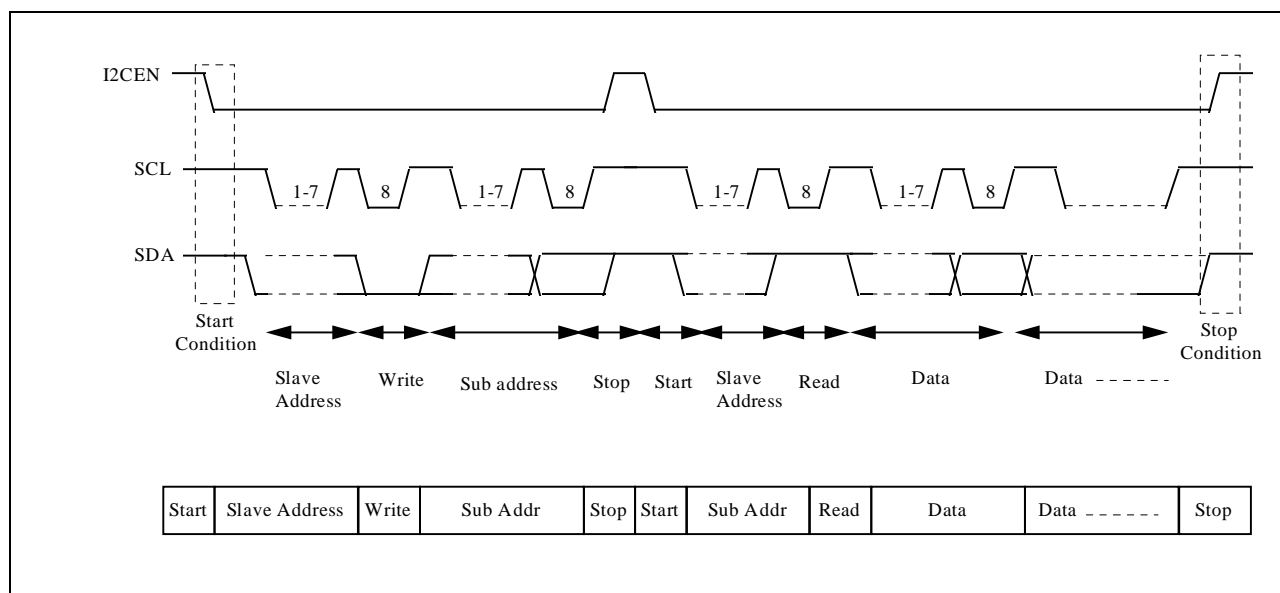 I2CEN
SCL
1-7
8
1-7
8
1-7
8
1-7
8
SDA
Start
Condition
Stop
Condition
Slave
Address
Write
Sub address
Stop
Start
Slave
Address
Read
Data
Data
Start
Slave Address
Write
Sub Addr
Stop
Start
Sub Addr
Read
Data
Data
Stop